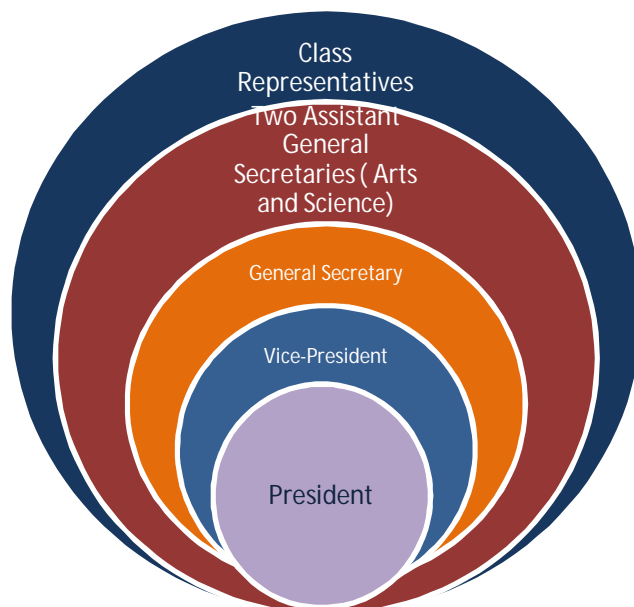 Class
Representatives
Two Assistant
General
Secretaries ( Arts
and Science)
General Secretary
Vice-President
President